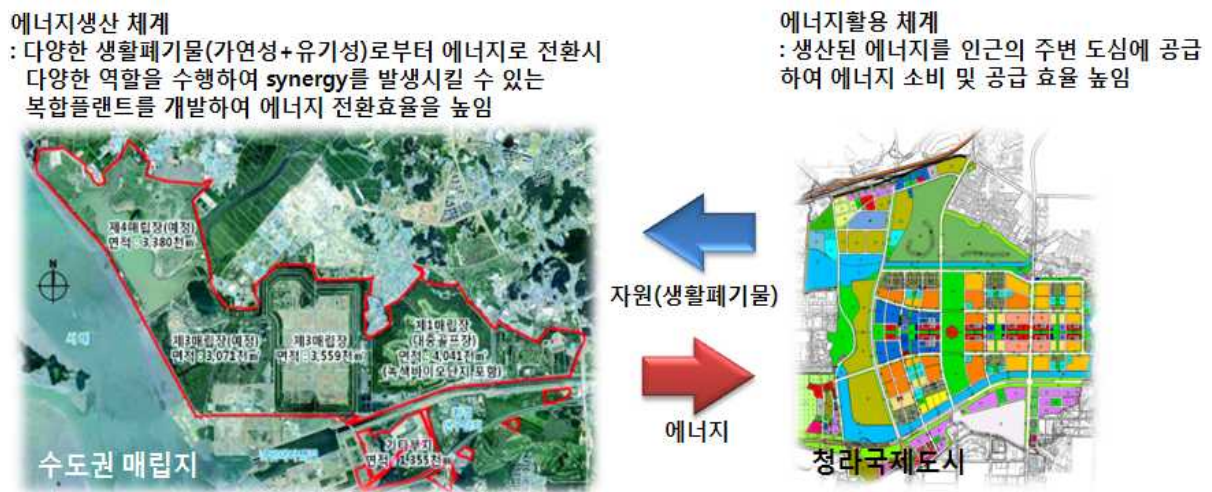 에너지생산 체계
: 다양한 생활폐기물(가연성+유기성)로부터 에너지로 전환시
다양한 역할을 수행하여 synergy를 발생시킬 수 있는
복합플랜트를 개발하여 에너지 전환효율을 높임
에너지활용 체계
: 생산된 에너지를 인근의 주변 도심에 공급
하여 에너지 소비 및 공급 효율 높임
제4매립장(예정)
면적 : 3,380천㎡
N
서해
제3매립장(예정)
면적 : 3,071천㎡
제3매립장
면적 : 3,559천㎡
제1매립장
(대중골프장)
면적 : 4,041천㎡
(녹색바이오단지 포함)
기타부지
면적 : 1,355천㎡
수도권 매립지
자원(생활폐기물)
에너지
청라국제도시